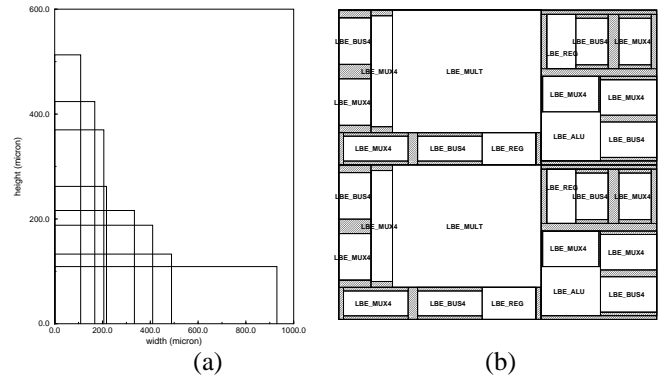 600.0
400.0
200.0
0.0
height (micron)
0.0 200.0 400.0 600.0 800.0 1000.0
width (micron)
(a)
LBE_BUS4 LBE_MUX4 LBE_MULT LBE_REG LBE_BUS4 LBE_MUX4
LBE_MUX4 LBE_MUX4 LBE_MUX4
LBE_ALU LBE_BUS4
LBE_MUX4 LBE_BUS4 LBE_REG
LBE_BUS4 LBE_MUX4 LBE_MULT LBE_REG LBE_BUS4 LBE_MUX4
LBE_MUX4 LBE_MUX4 LBE_MUX4
LBE_ALU LBE_BUS4
LBE_MUX4 LBE_BUS4 LBE_REG
(b)